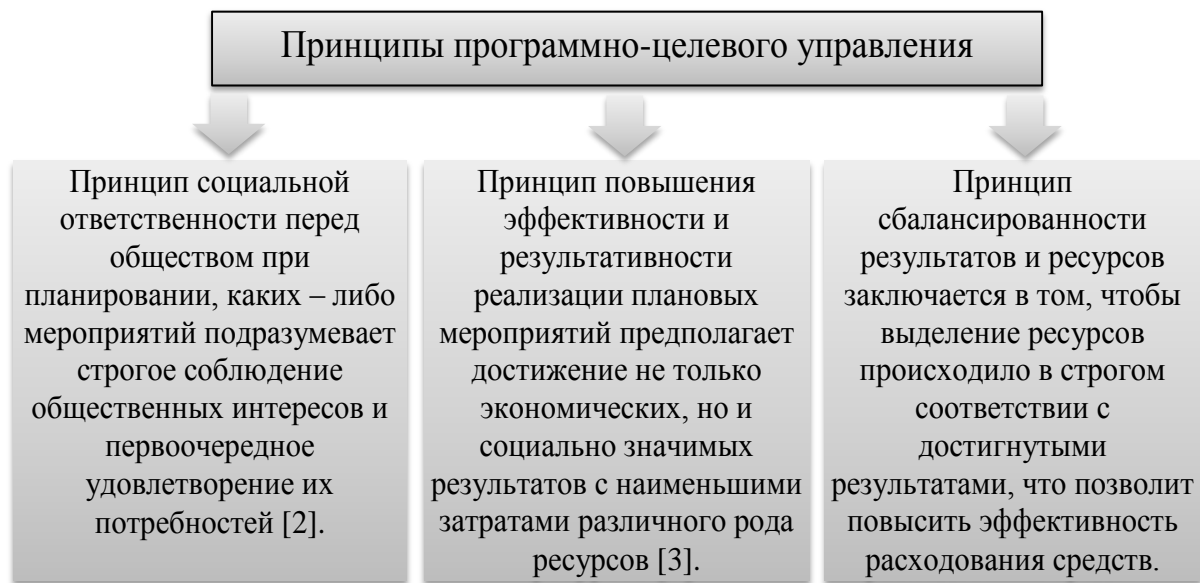 Принципы программно-целевого управления
Принцип социальной
ответственности перед
обществом при
планировании, каких – либо
мероприятий подразумевает
строгое соблюдение
общественных интересов и
первоочередное
удовлетворение их
потребностей [2].
Принцип повышения
эффективности и
результативности
реализации плановых
мероприятий предполагает
достижение не только
экономических, но и
социально значимых
результатов с наименьшими
затратами различного рода
ресурсов [3].
Принцип
сбалансированности
результатов и ресурсов
заключается в том, чтобы
выделение ресурсов
происходило в строгом
соответствии с
достигнутыми
результатами, что позволит
повысить эффективность
расходования средств.